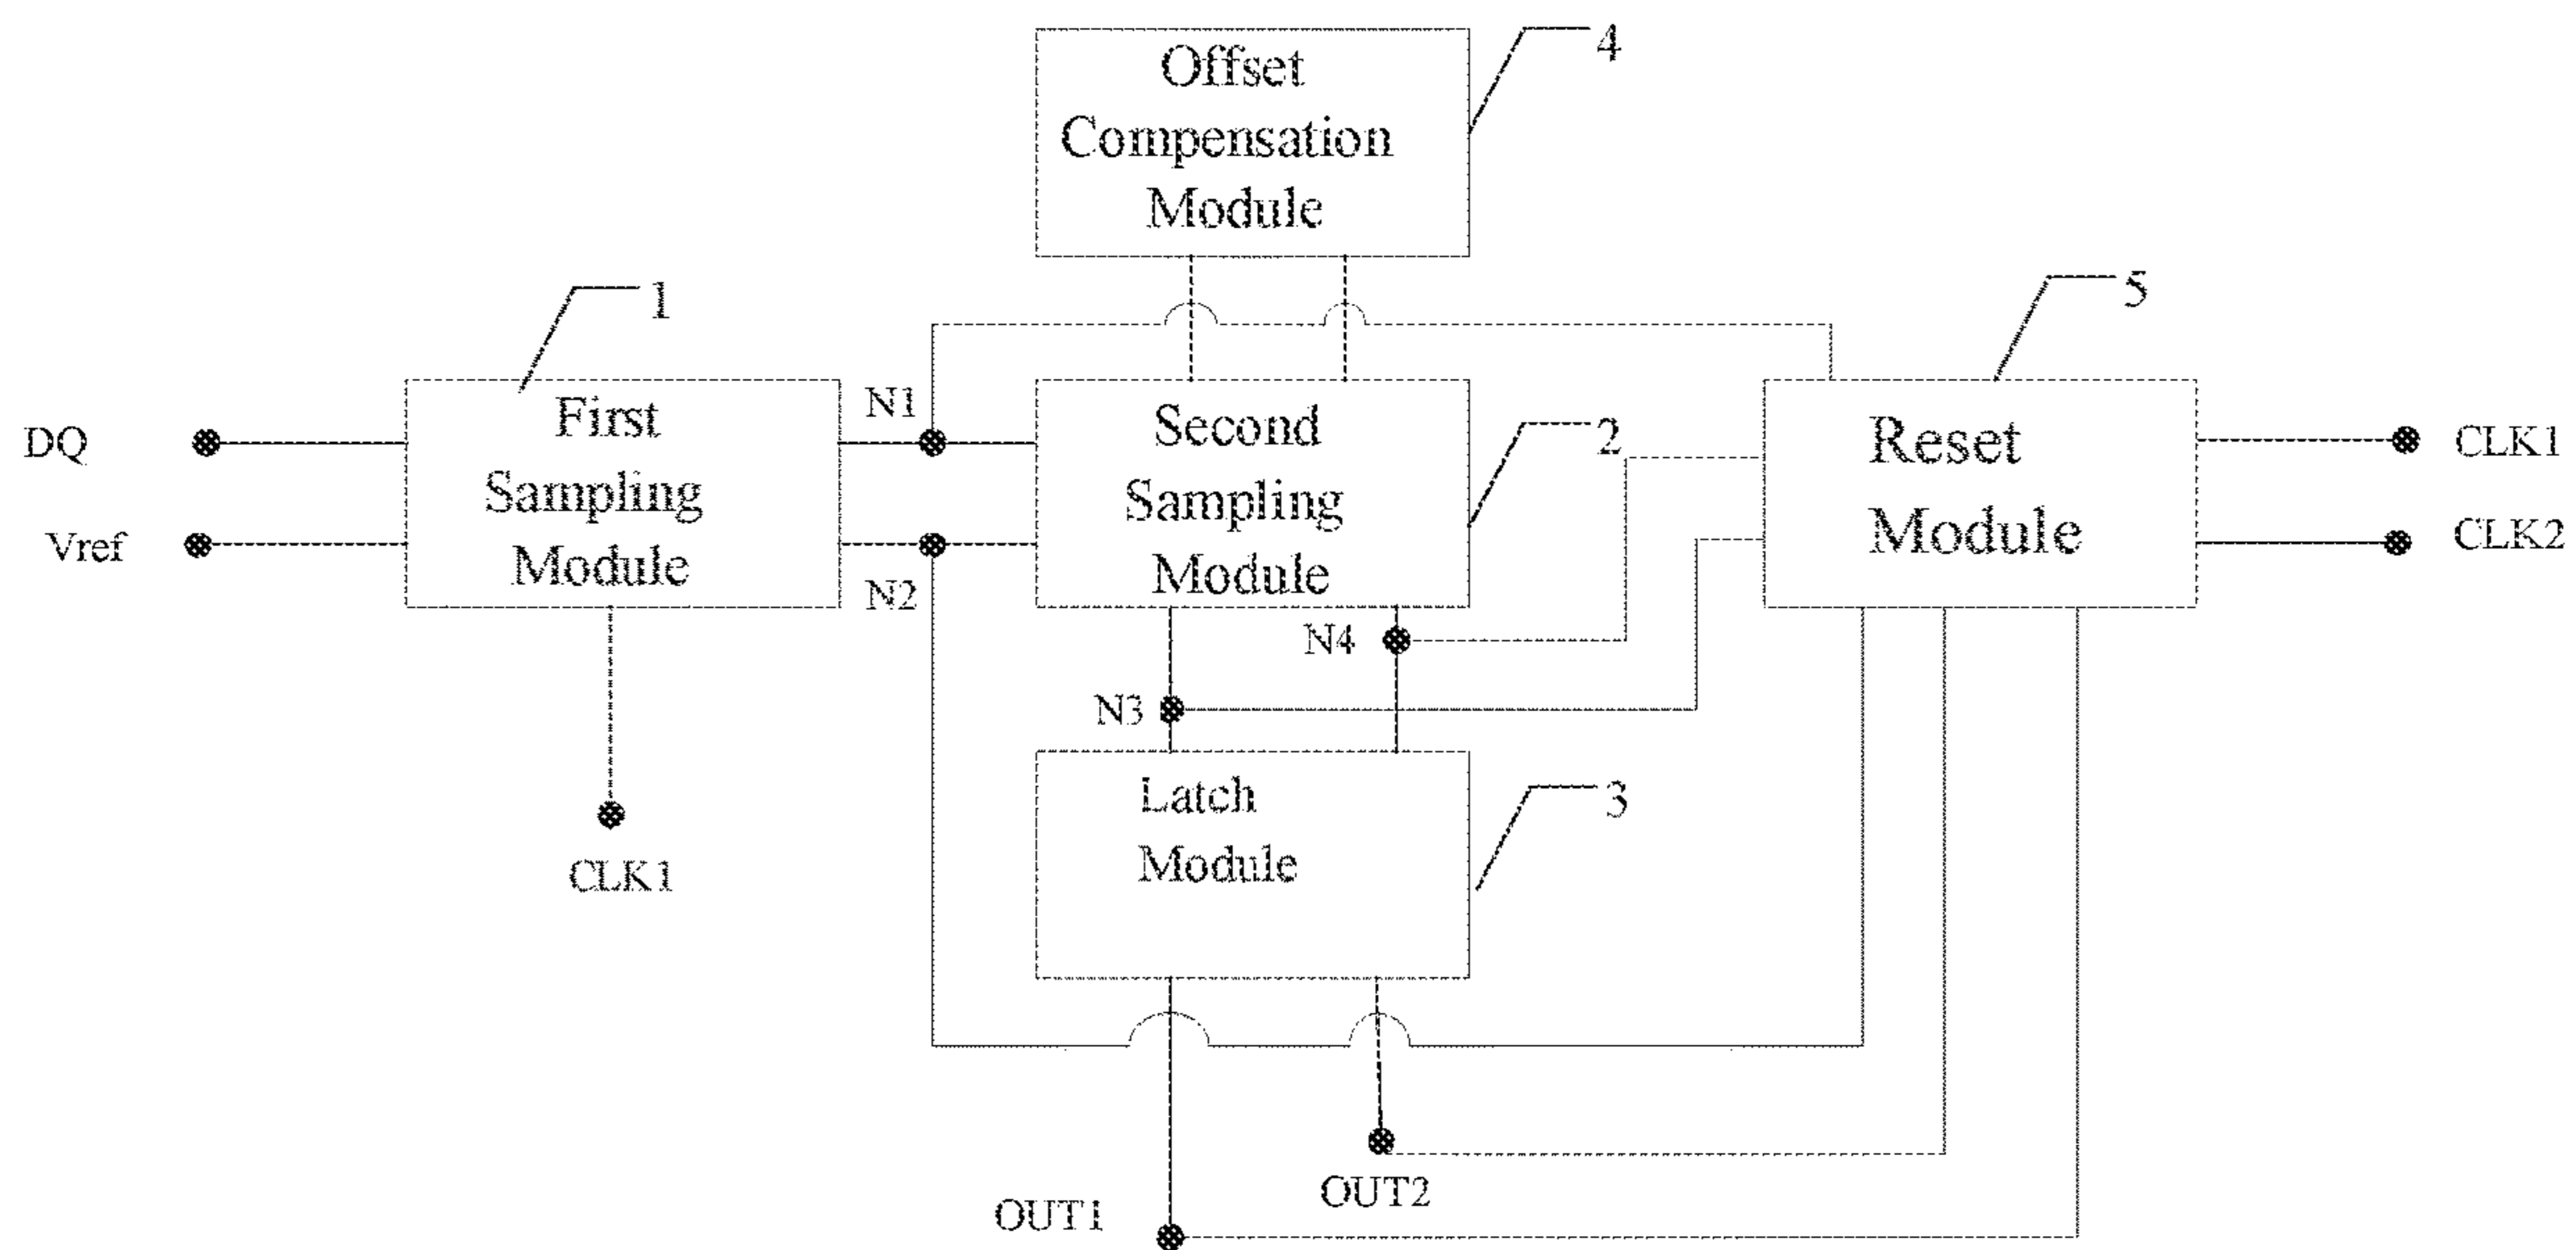 Offset
Compensation
Module
4
1
5
DQ
Vref
First
Sampling
Module
N1
N2
Second
Sampling
Module
2
Reset
Module
CLK1
CLK2
N4
N3
CLK1
Latch
Module
3
OUT2
OUT1